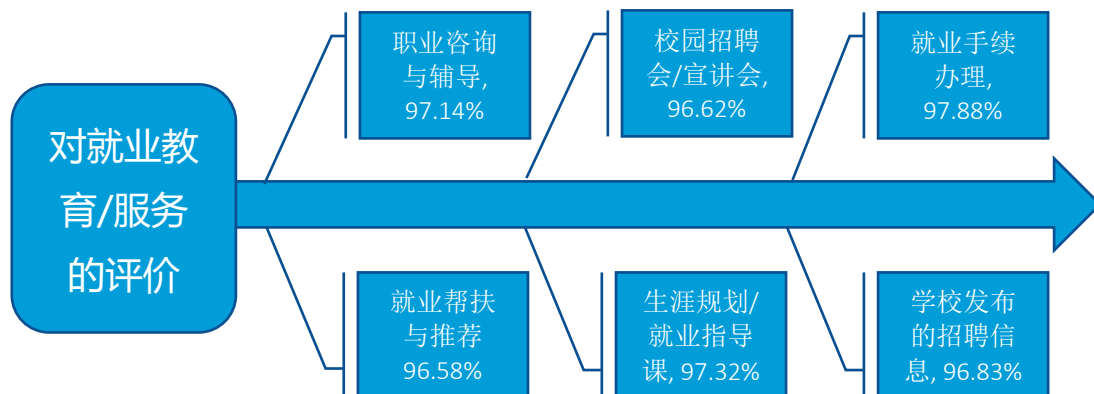 对就业教
育/服务
的评价
职业咨询
与辅导,
97.14%
校园招聘
会/宣讲会,
96.62%
就业手续
办理,
97.88%
就业帮扶
与推荐
96.58%
生涯规划/
就业指导
课, 97.32%
学校发布
的招聘信
息, 96.83%